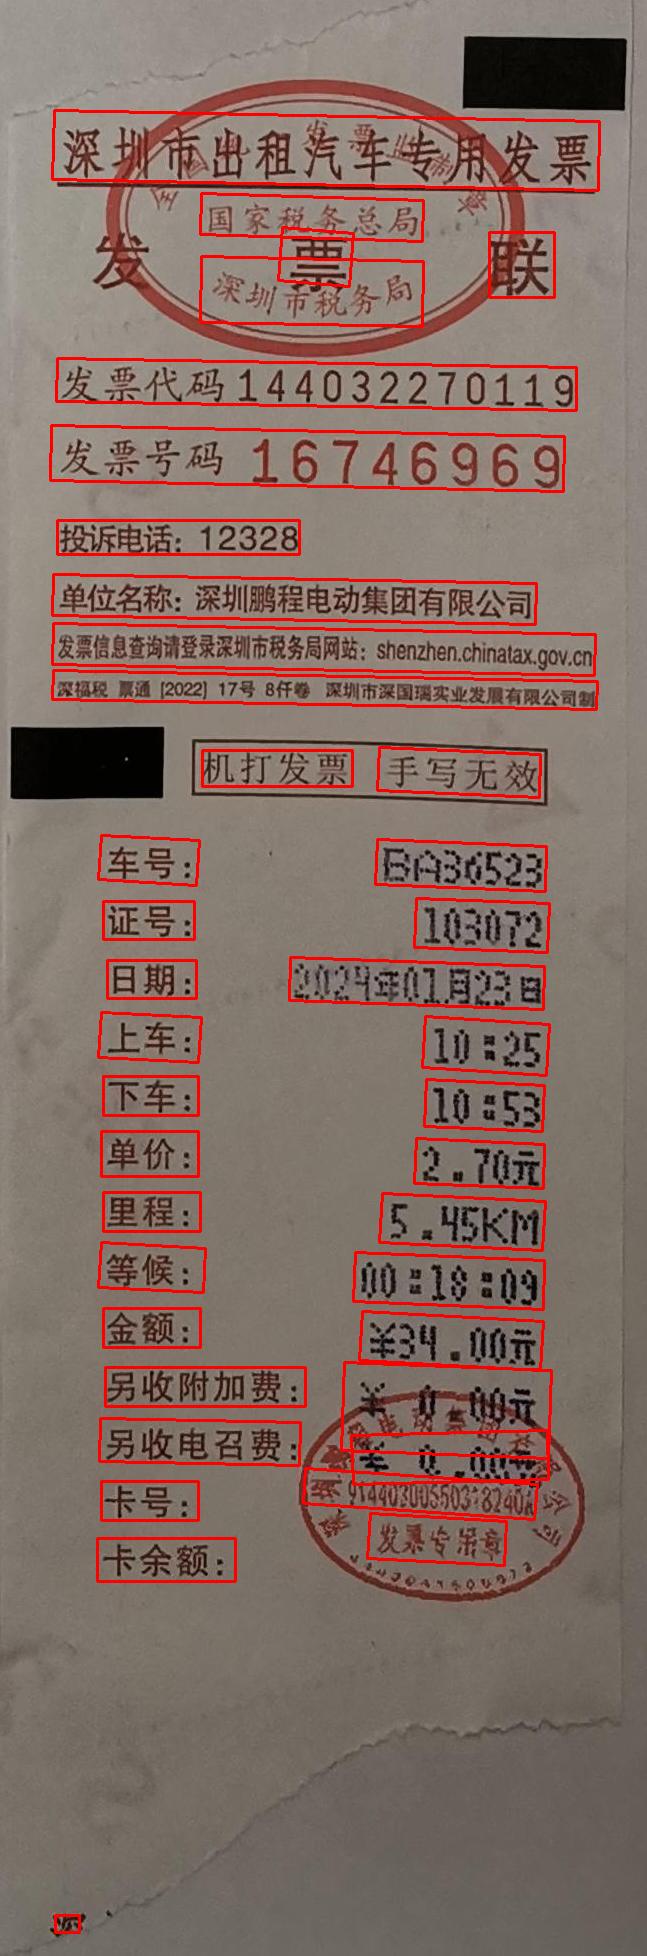 深圳市出租汽车专用发票
全国统一发票监制章
国家税务总局
发票联
深圳市税务局
发票代码 144032270119
发票号码 16746969
投诉电话：12328
单位名称：深圳鹏程电动集团有限公司
发票信息查询请登录深圳市税务局网站：shenzhen.chinatax.gov.cn
深福税 票通 [2022] 17号 8仟卷 深圳市深国瑞实业发展有限公司制
机打发票 手写无效
车号： BA36523
证号： 103072
日期： 2024年01月23日
上车： 10:25
下车： 10:53
单价： 2.70元
里程： 5.45KM
等候： 00:18:09
金额： ¥34.00元
另收附加费： ¥ 0.00元
另收电召费： ¥ 0.00元
卡号：
91440300550318240A
发票专用章
卡余额：